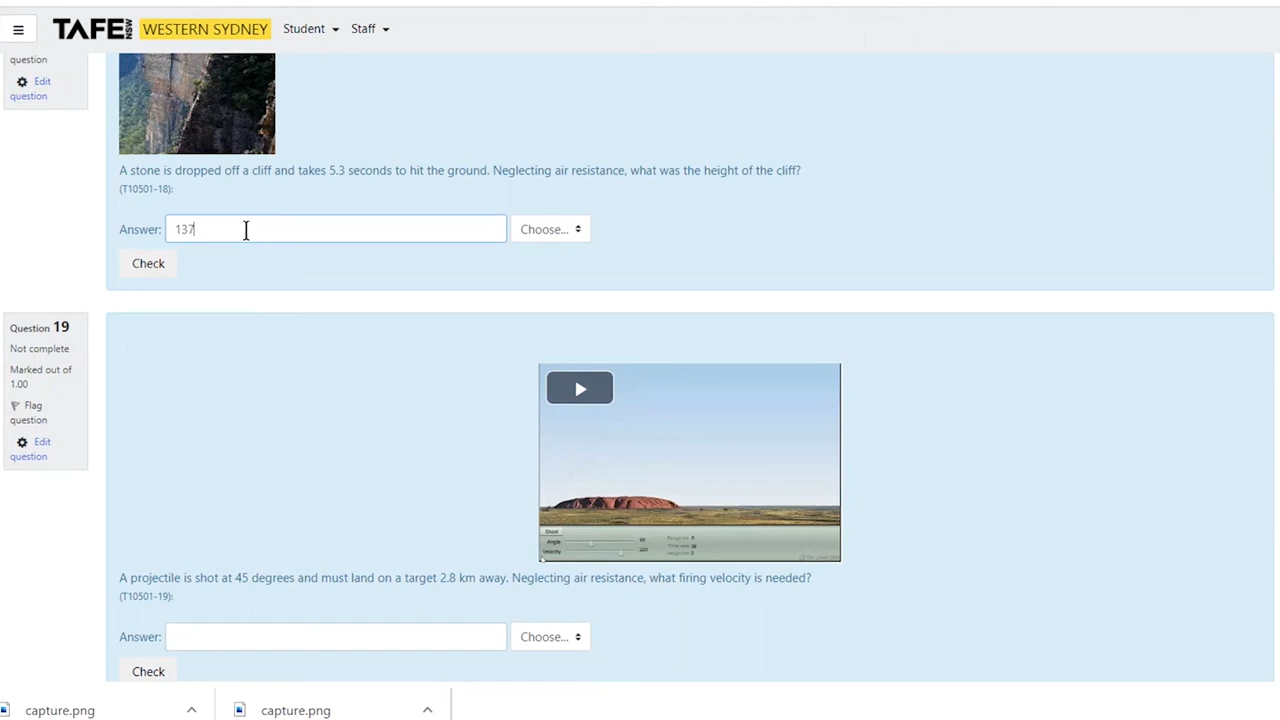 TAFE NSW WESTERN SYDNEY Student Staff
question
Edit
question
A stone is dropped off a cliff and takes 5.3 seconds to hit the ground. Neglecting air resistance, what was the height of the cliff?
(T10501-18):
Answer: 137 Choose...
Check
Question 19
Not complete
Marked out of
1.00
Flag
question
Edit
question
Shoot
Angle
Velocity
A projectile is shot at 45 degrees and must land on a target 2.8 km away. Neglecting air resistance, what firing velocity is needed?
(T10501-19):
Answer: Choose...
Check
capture.png capture.png